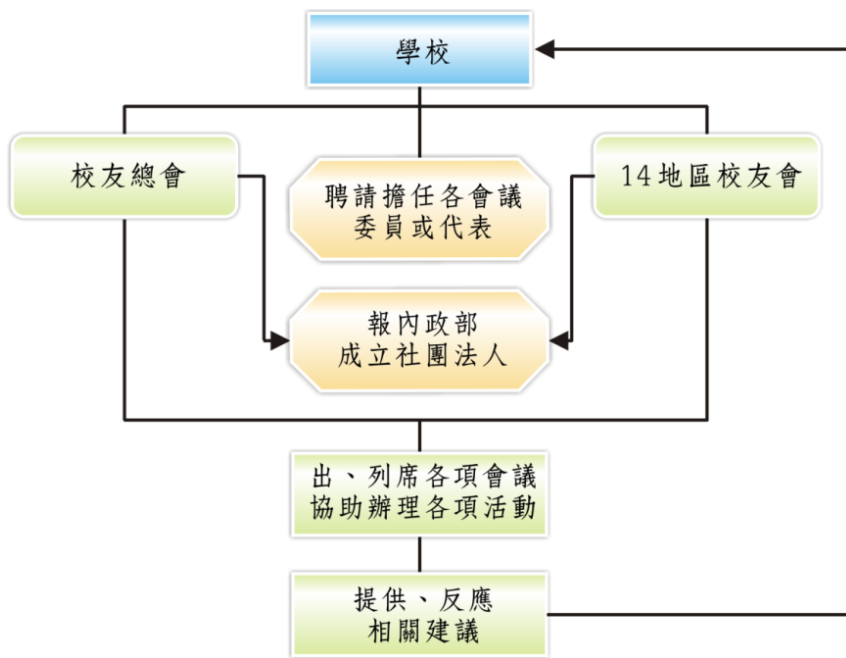 學校
校友總會
聘請擔任各會議
委員或代表
14地區校友會
報內政部
成立社團法人
出、列席各項會議
協助辦理各項活動
提供、反應
相關建議